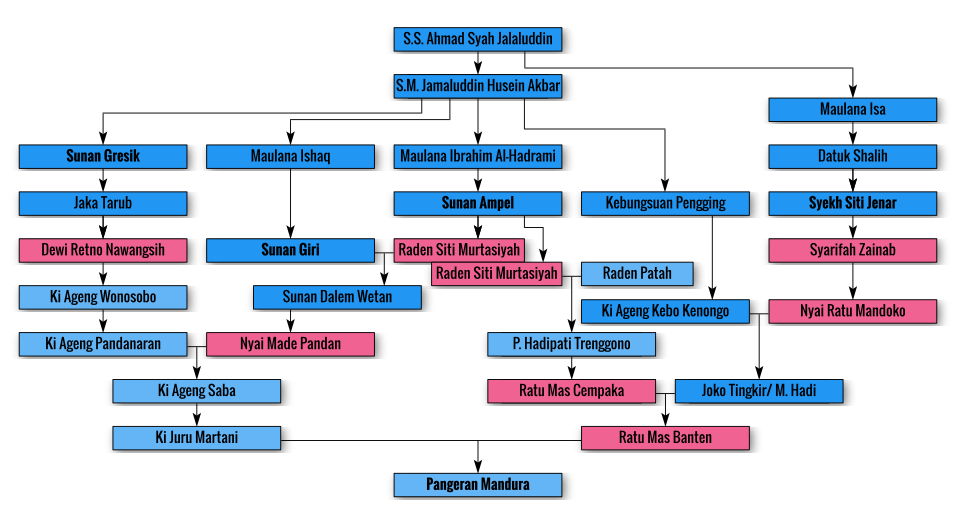 S.S. Ahmad Syah Jalaluddin
S.M. Jamaluddin Husein Akbar
Maulana Isa
Sunan Gresik
Maulana Ishaq
Maulana Ibrahim Al-Hadrami
Datuk Shalih
Jaka Tarub
Sunan Ampel
Kebungsuan Pengging
Syekh Siti Jenar
Dewi Retno Nawangsih
Sunan Giri
Raden Siti Murtasiyah
Syarifah Zainab
Raden Siti Murtasiyah
Raden Patah
Ki Ageng Wonosobo
Sunan Dalem Wetan
Ki Ageng Kebo Kenongo
Nyai Ratu Mandoko
Ki Ageng Pandanaran
Nyai Made Pandan
P. Hadipati Trenggono
Ki Ageng Saba
Ratu Mas Cempaka
Joko Tingkir/ M. Hadi
Ki Juru Martani
Ratu Mas Banten
Pangeran Mandura